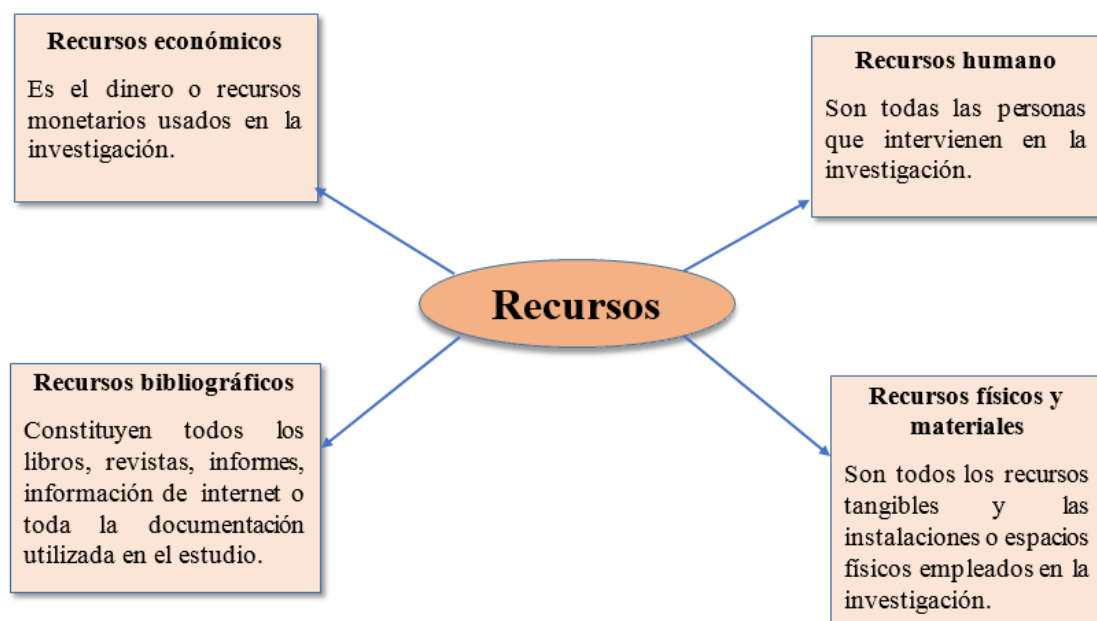 Recursos económicos
Es el dinero o recursos
monetarios usados en la
investigación.
Recursos humano
Son todas las personas
que intervienen en la
investigación.
Recursos
Recursos bibliográficos
Constituyen todos los
libros, revistas, informes,
información de internet o
toda la documentación
utilizada en el estudio.
Recursos físicos y
materiales
Son todos los recursos
tangibles y las
instalaciones o espacios
físicos empleados en la
investigación.